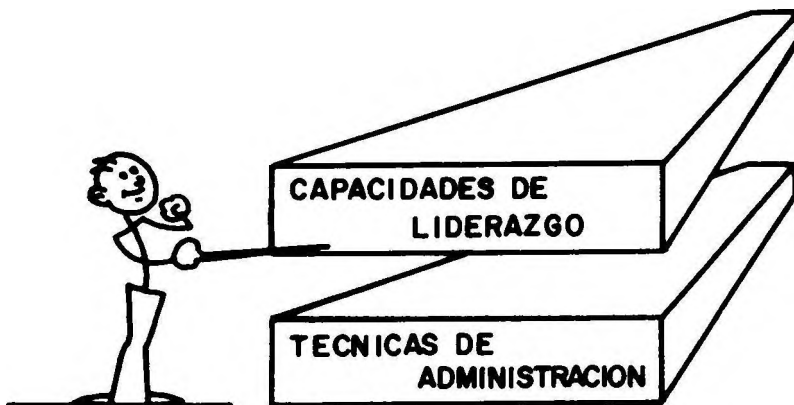 CAPACIDADES DE
LIDERAZGO
TECNICAS DE
ADMINISTRACION